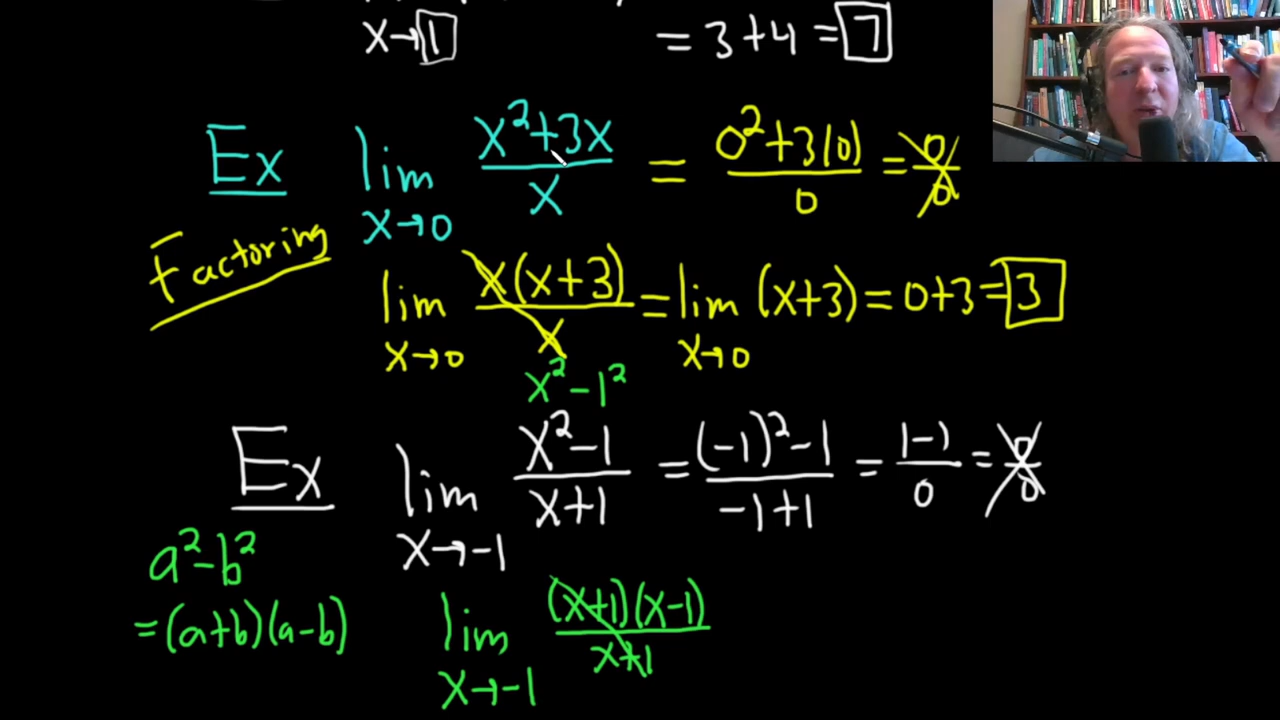 x→1 = 3+4 = 7
Ex lim x→0 (x²+3x)/x = (0²+3(0))/0 = 0/0
Factoring
lim x→0 x(x+3)/x = lim x→0 (x+3) = 0+3 = 3
x²-1²
Ex lim x→-1 (x²-1)/(x+1) = ((-1)²-1)/(-1+1) = (1-1)/0 = 0/0
a²-b²
=(a+b)(a-b) lim x→-1 (x+1)(x-1)/(x+1)